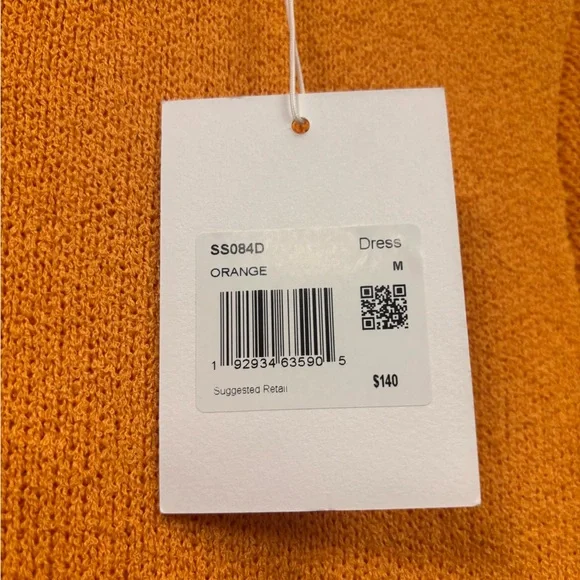 SS084D Dress
ORANGE M
1 92934 63590 5
Suggested Retail $140